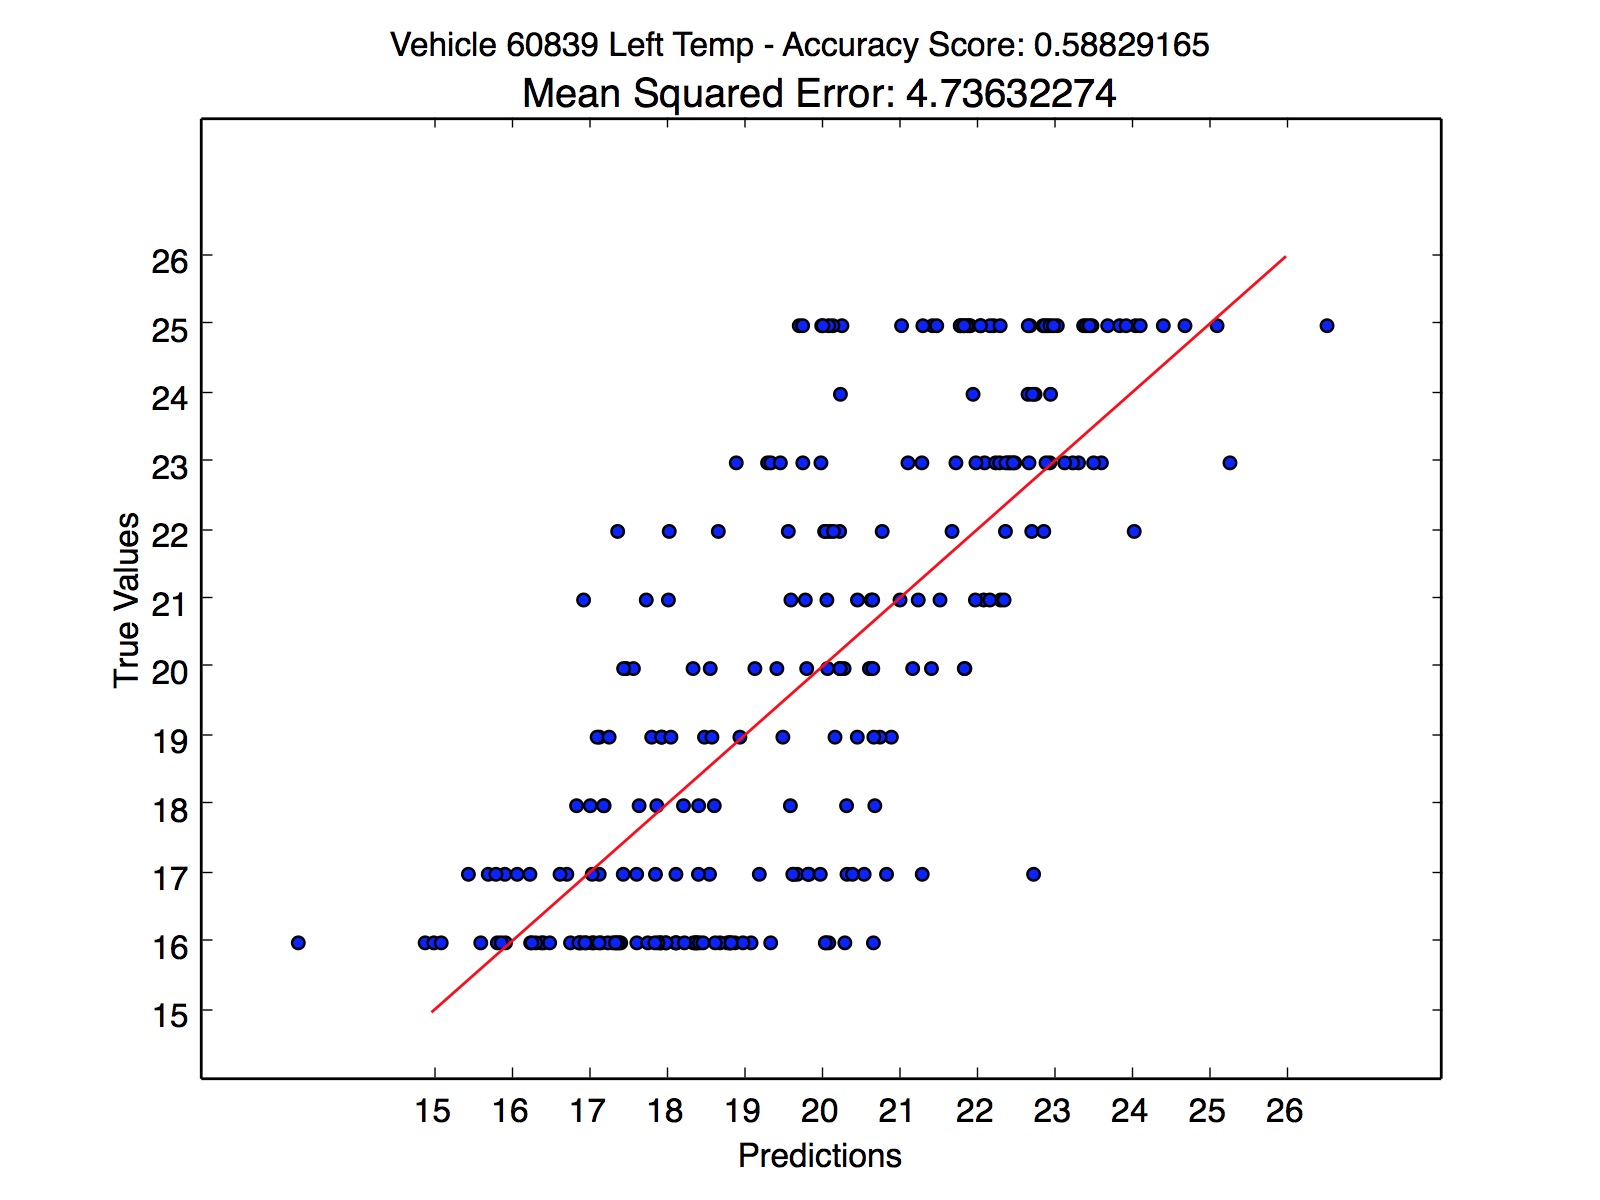 Vehicle 60839 Left Temp - Accuracy Score: 0.58829165
Mean Squared Error: 4.73632274
26
25
24
23
22
21
20
19
18
17
16
15
True Values
15 16 17 18 19 20 21 22 23 24 25 26
Predictions